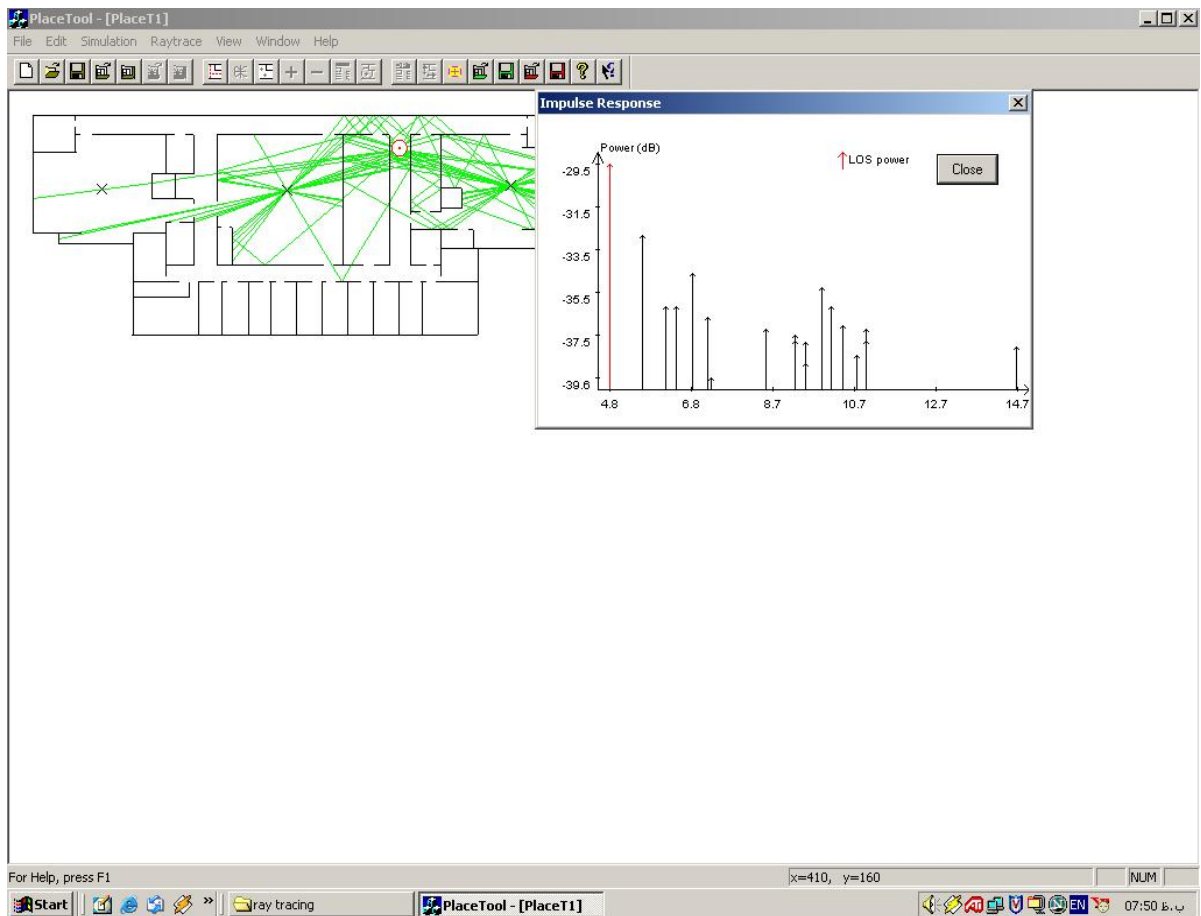 PlaceTool - [PlaceT1]
File Edit Simulation Raytrace View Window Help
Impulse Response
Power (dB)
LOS power
Close
-29.5
-31.5
-33.5
-35.5
-37.5
-39.6
4.8 6.8 8.7 10.7 12.7 14.7
For Help, press F1
x=410, y=160
NUM
Start
»
ray tracing
PlaceTool - [PlaceT1]
EN
07:50 ب.ظ